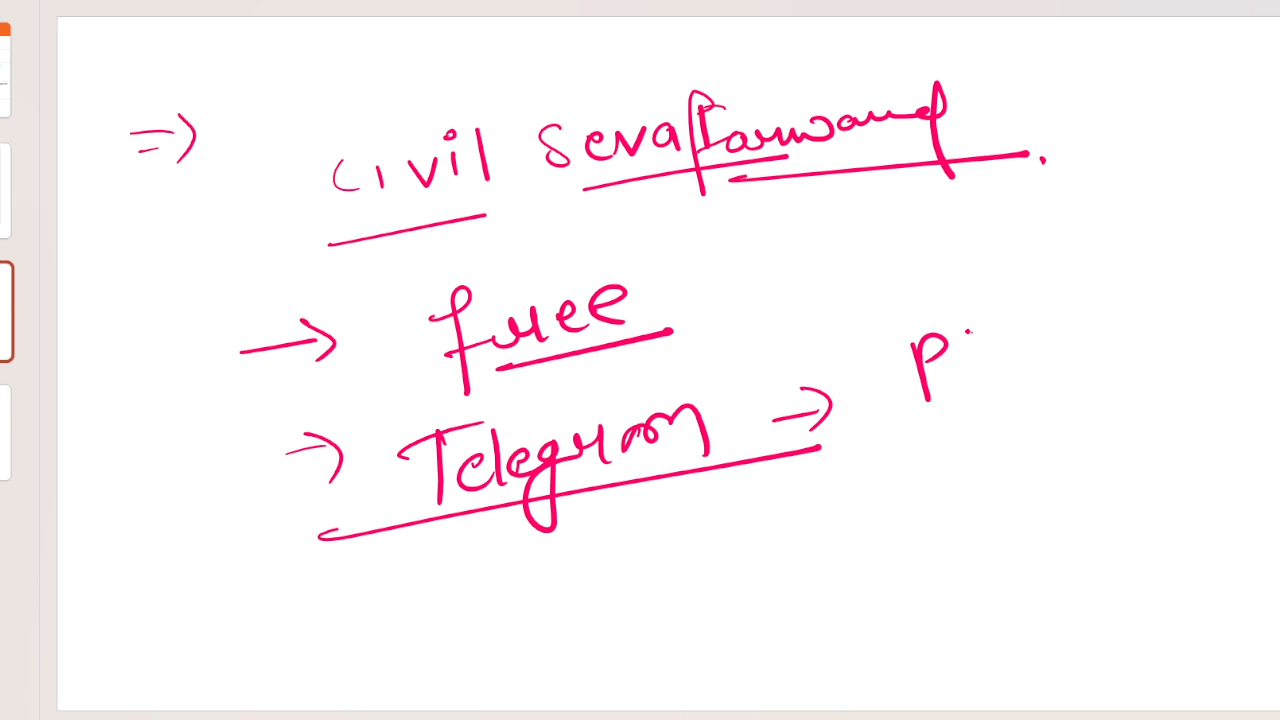 ⇒ civil sevaforward.
→ free
→ Telegram → P